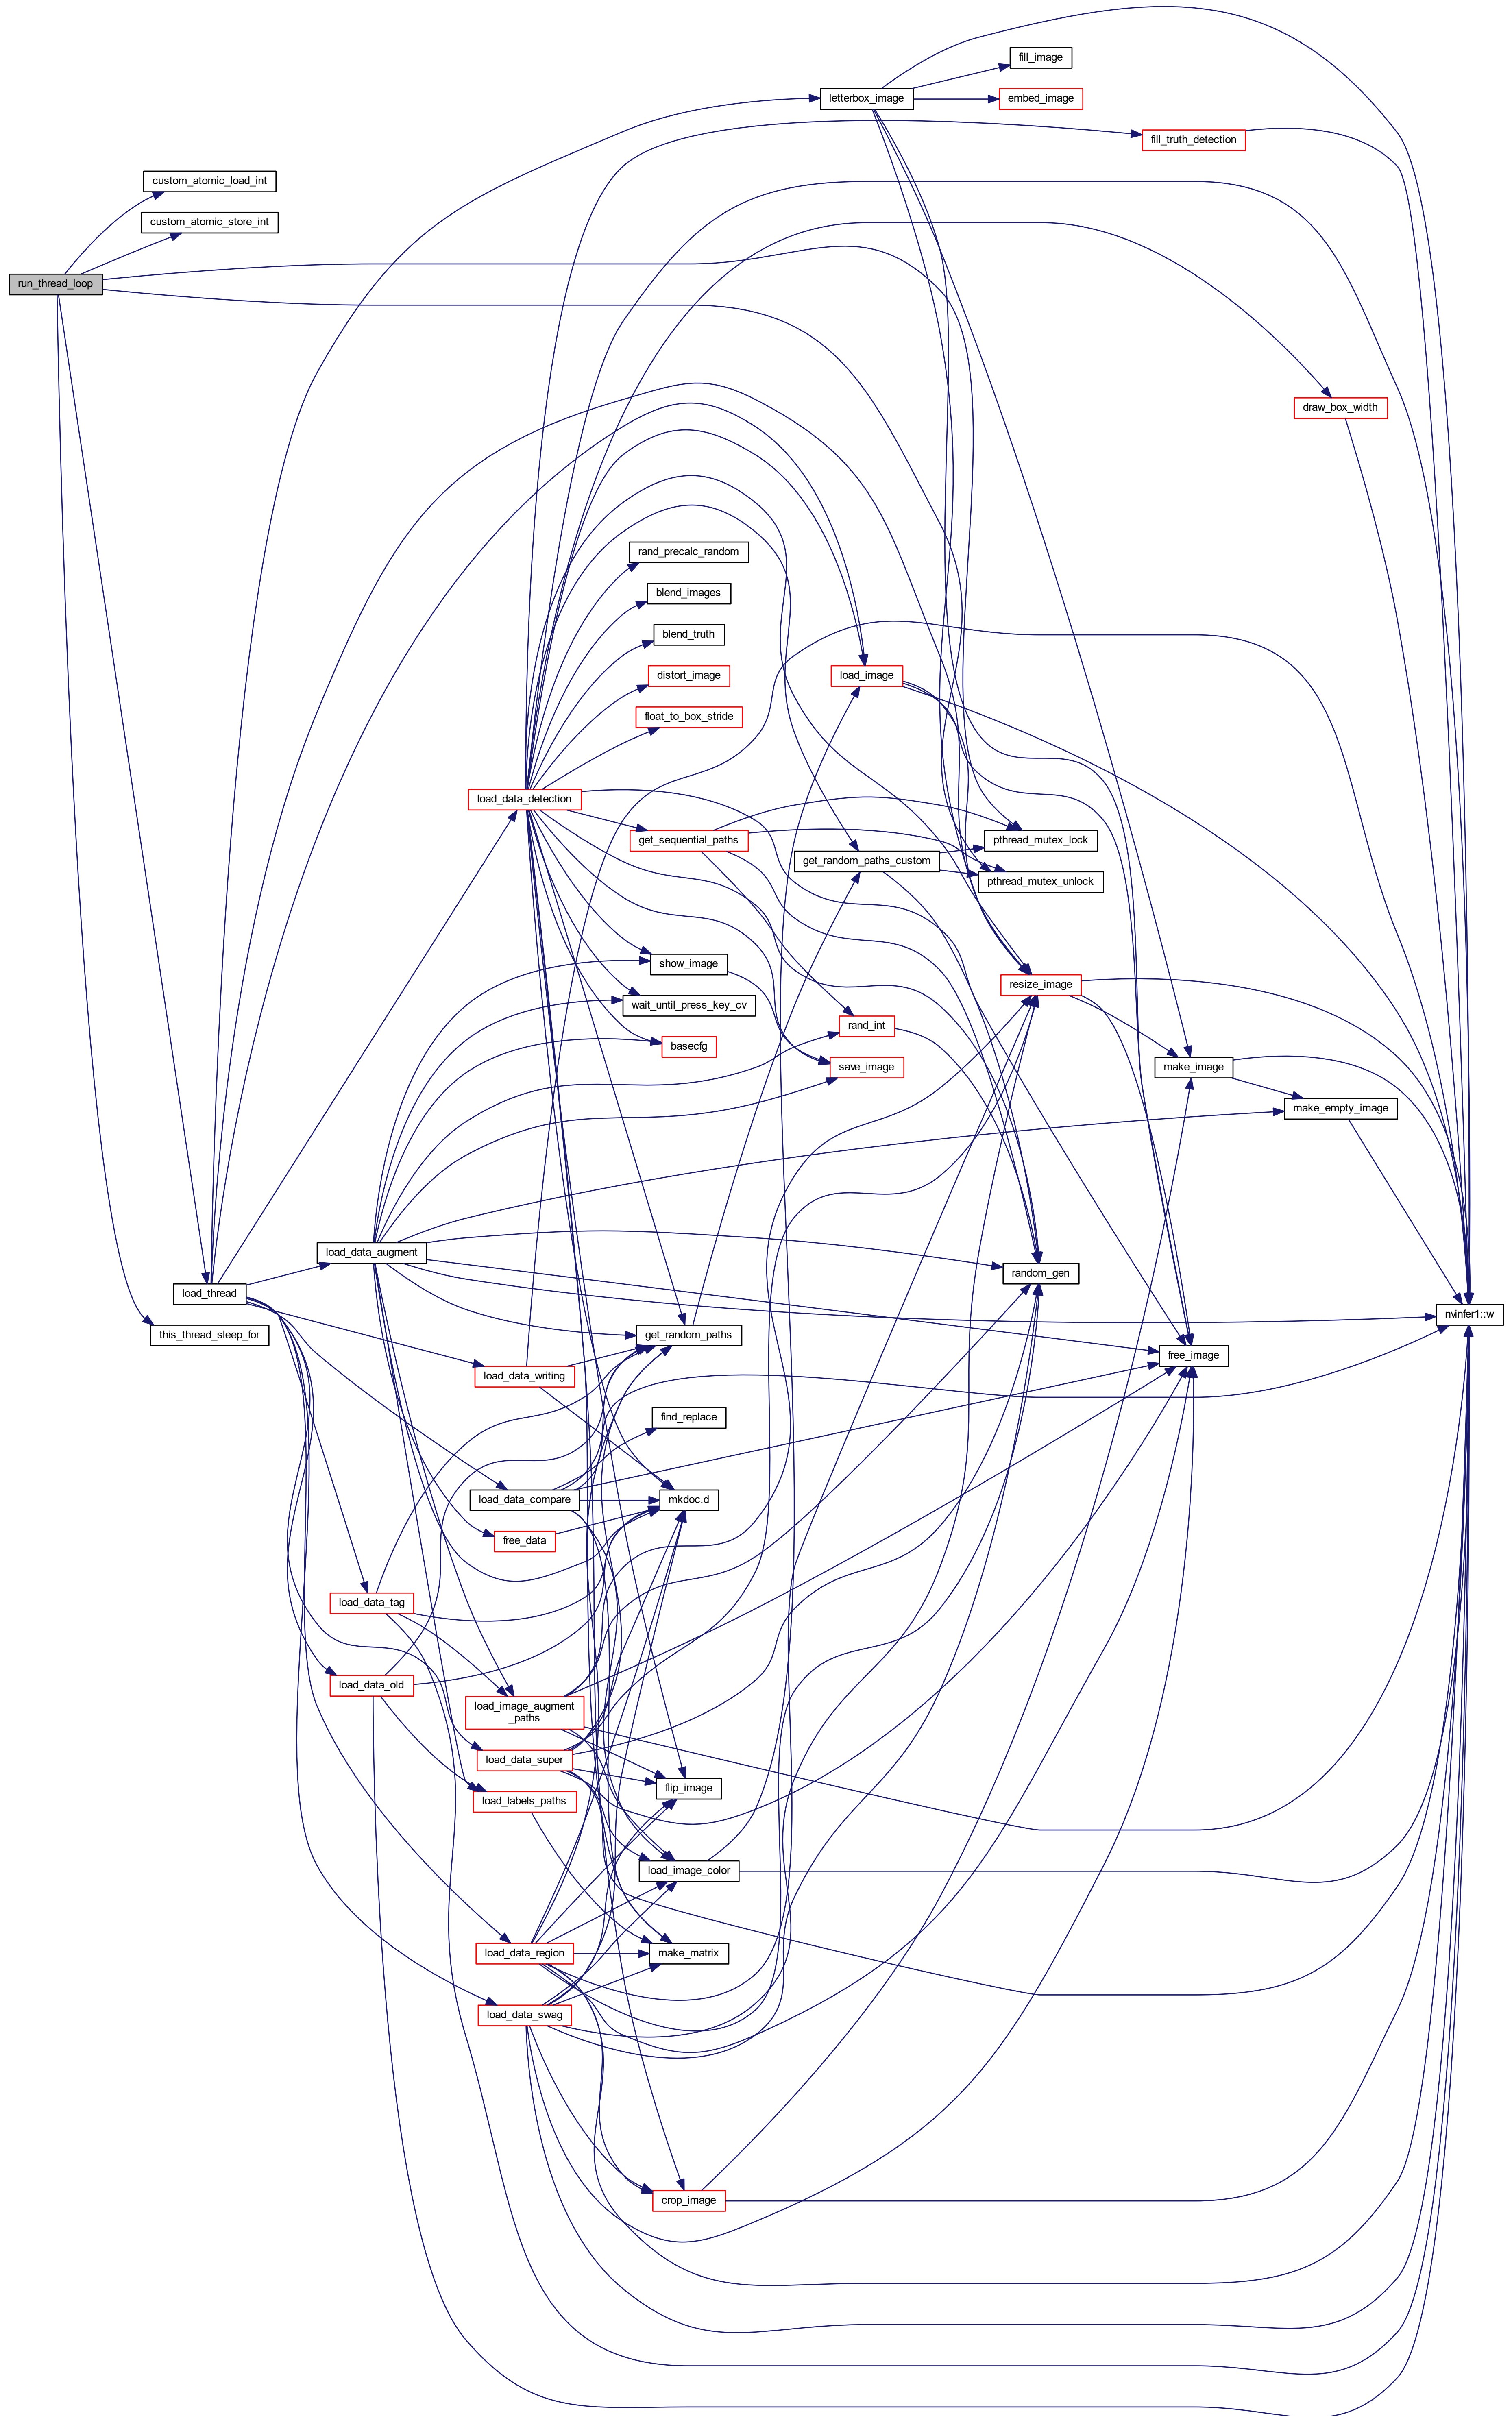 fill_image
letterbox_image
embed_image
fill_truth_detection
custom_atomic_load_int
custom_atomic_store_int
run_thread_loop
draw_box_width
rand_precalc_random
blend_images
blend_truth
distort_image
load_image
float_to_box_stride
load_data_detection
get_sequential_paths
pthread_mutex_lock
get_random_paths_custom
pthread_mutex_unlock
show_image
resize_image
wait_until_press_key_cv
rand_int
basecfg
save_image
make_image
make_empty_image
load_data_augment
random_gen
load_thread
nvinfer1::w
this_thread_sleep_for
get_random_paths
free_image
load_data_writing
find_replace
load_data_compare
mkdoc.d
free_data
load_data_tag
load_data_old
load_image_augment
_paths
load_data_super
flip_image
load_labels_paths
load_image_color
load_data_region
make_matrix
load_data_swag
crop_image